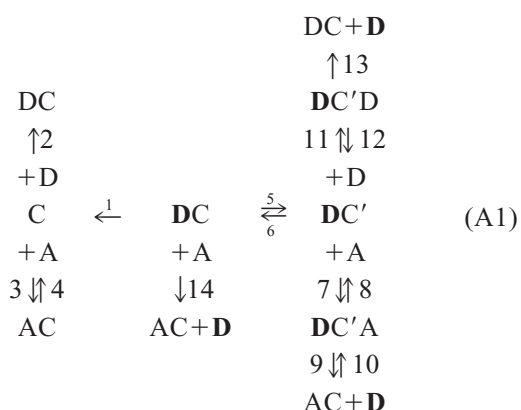 DC+D
↑13
DC DC′D
↑2 11⇅12
+D +D
C ←1 DC 5⇌6 DC′ (A1)
+A +A +A
3⇵4 ↓14 7⇵8
AC AC+D DC′A
9⇵10
AC+D